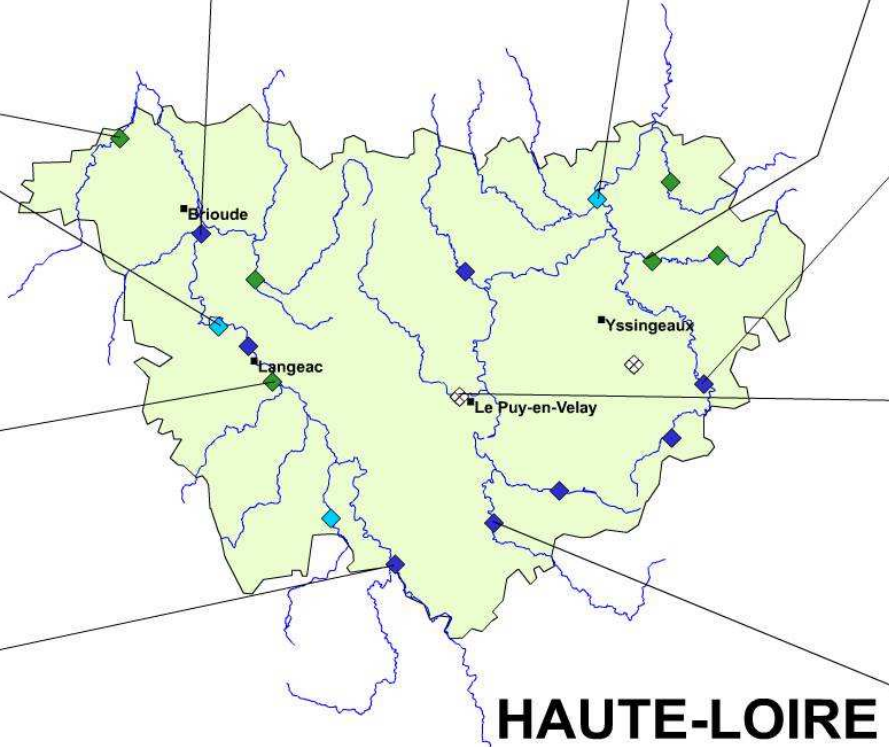 Brioude
Yssingeaux
Langeac
Le Puy-en-Velay
HAUTE-LOIRE